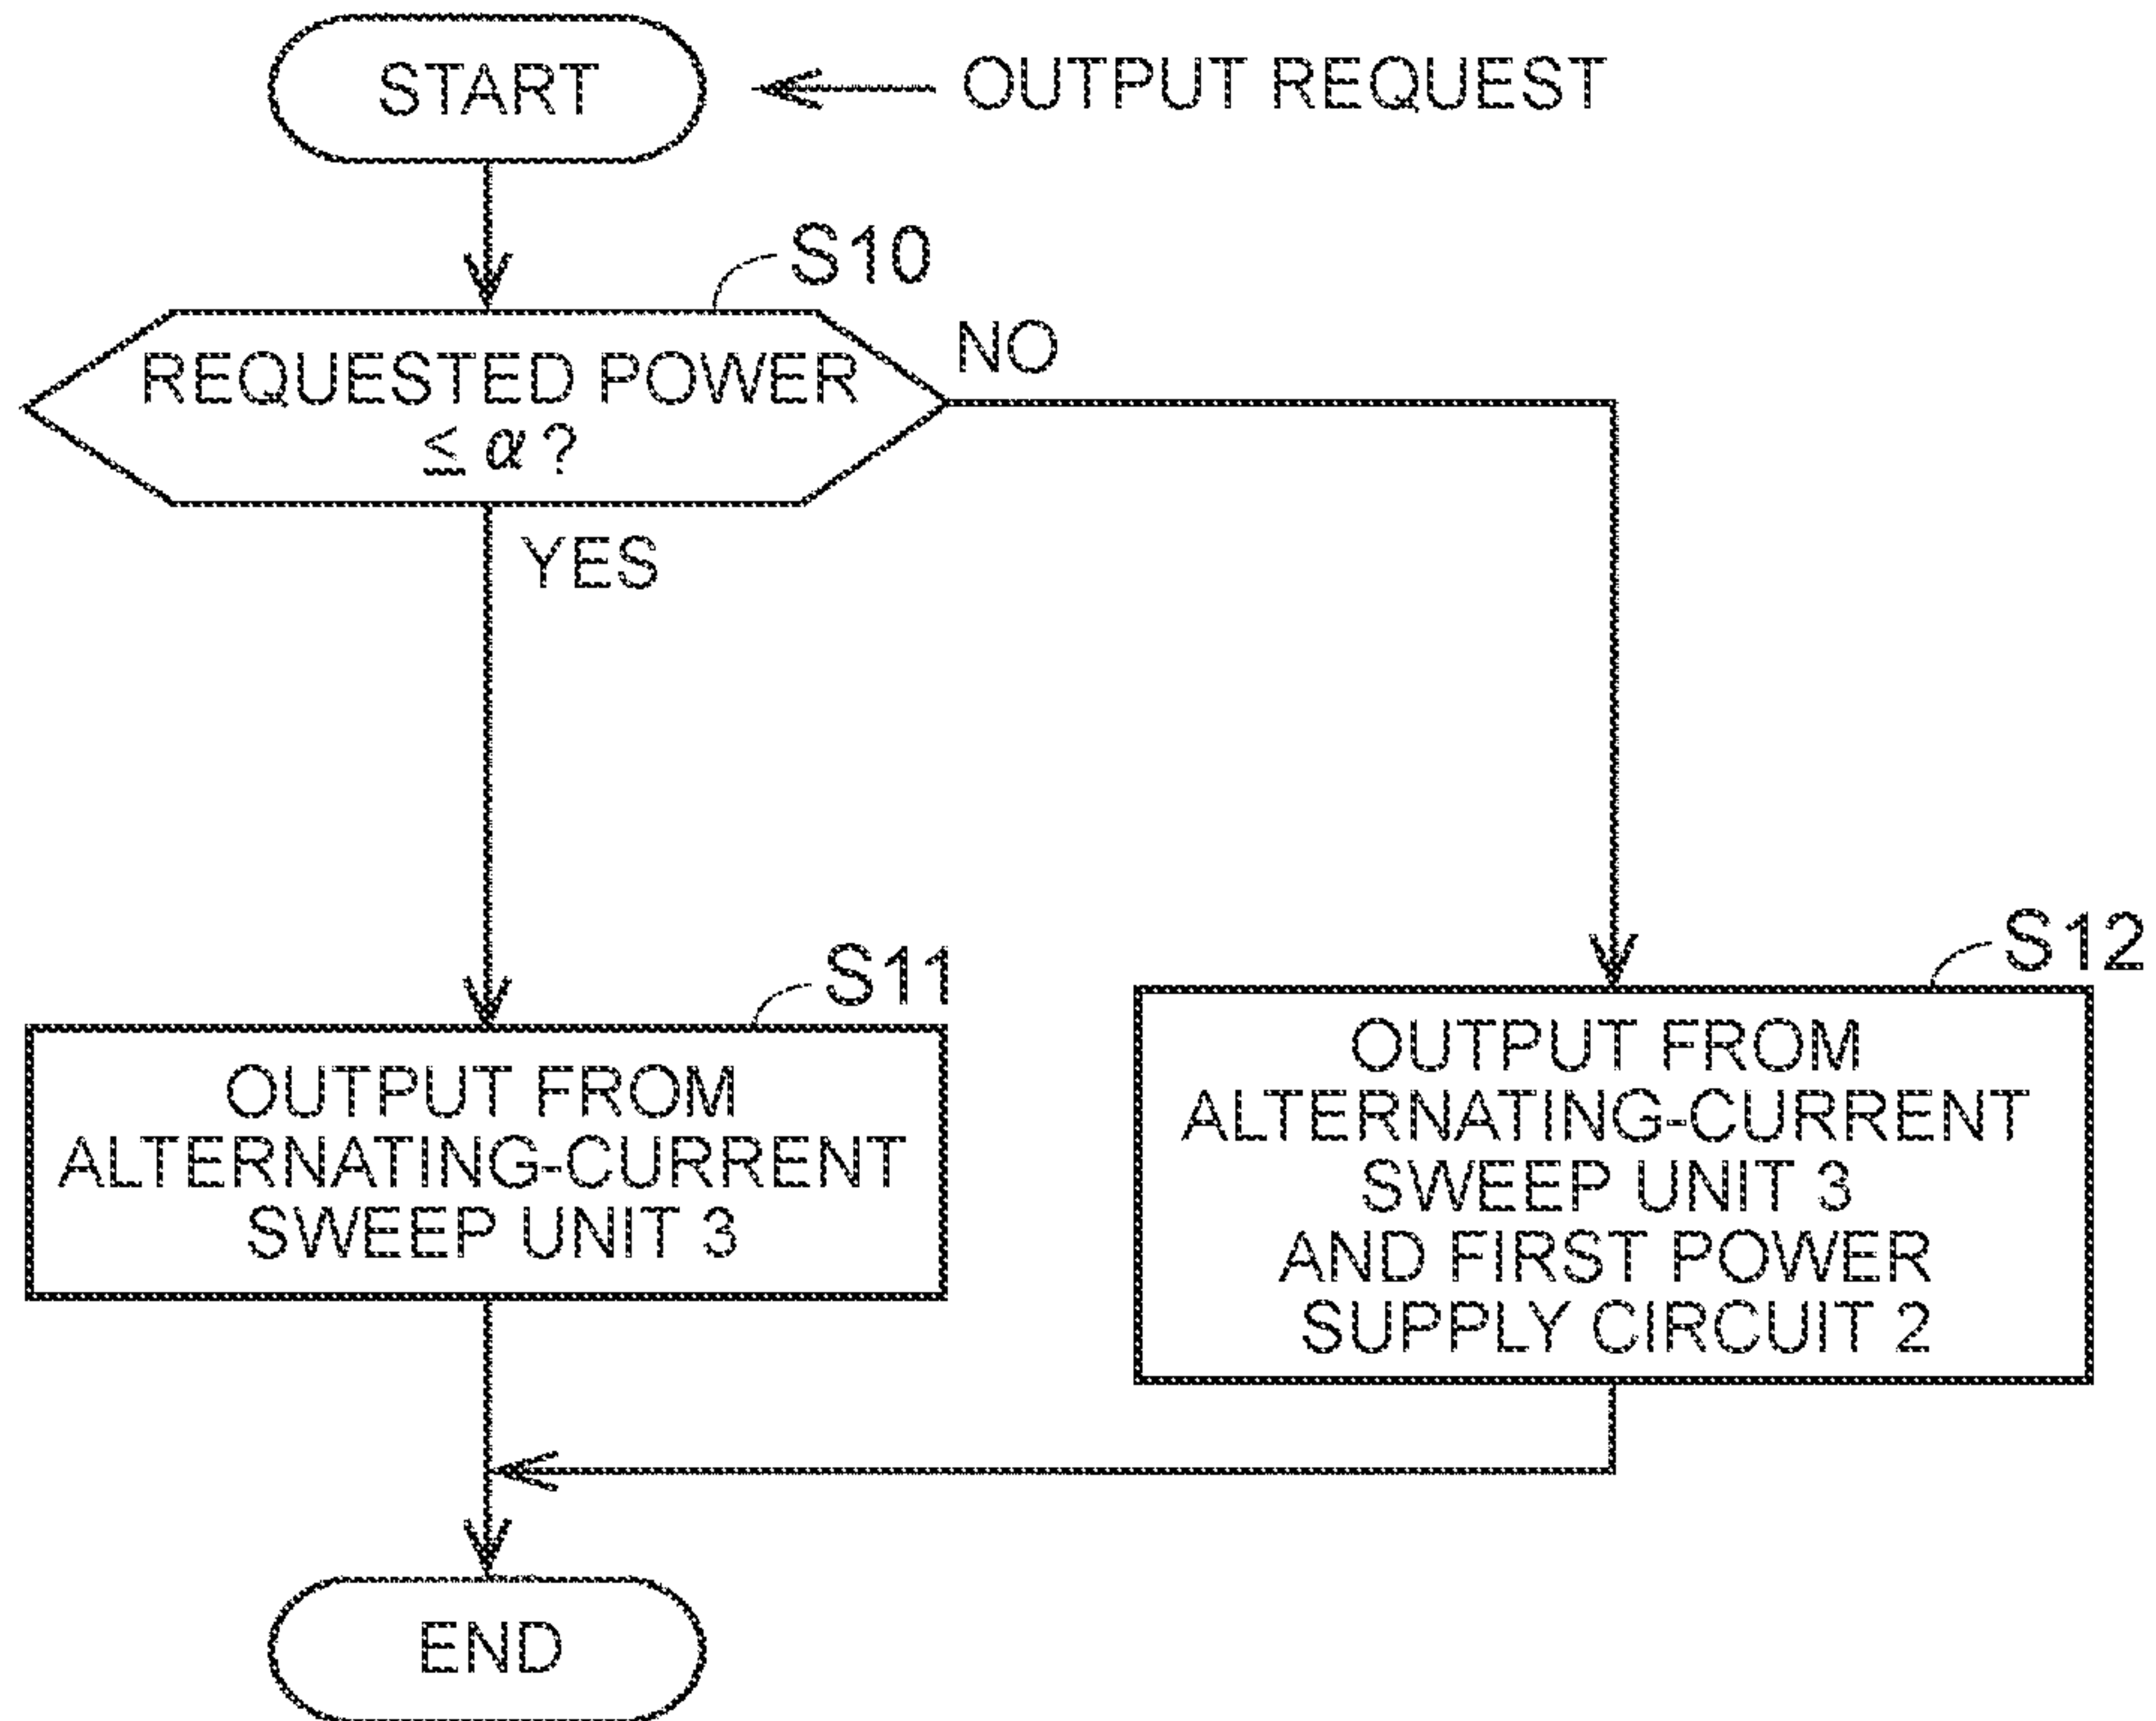 START
OUTPUT REQUEST
S10
REQUESTED POWER
≤ α ?
NO
YES
S11
OUTPUT FROM
ALTERNATING-CURRENT
SWEEP UNIT 3
S12
OUTPUT FROM
ALTERNATING-CURRENT
SWEEP UNIT 3
AND FIRST POWER
SUPPLY CIRCUIT 2
END